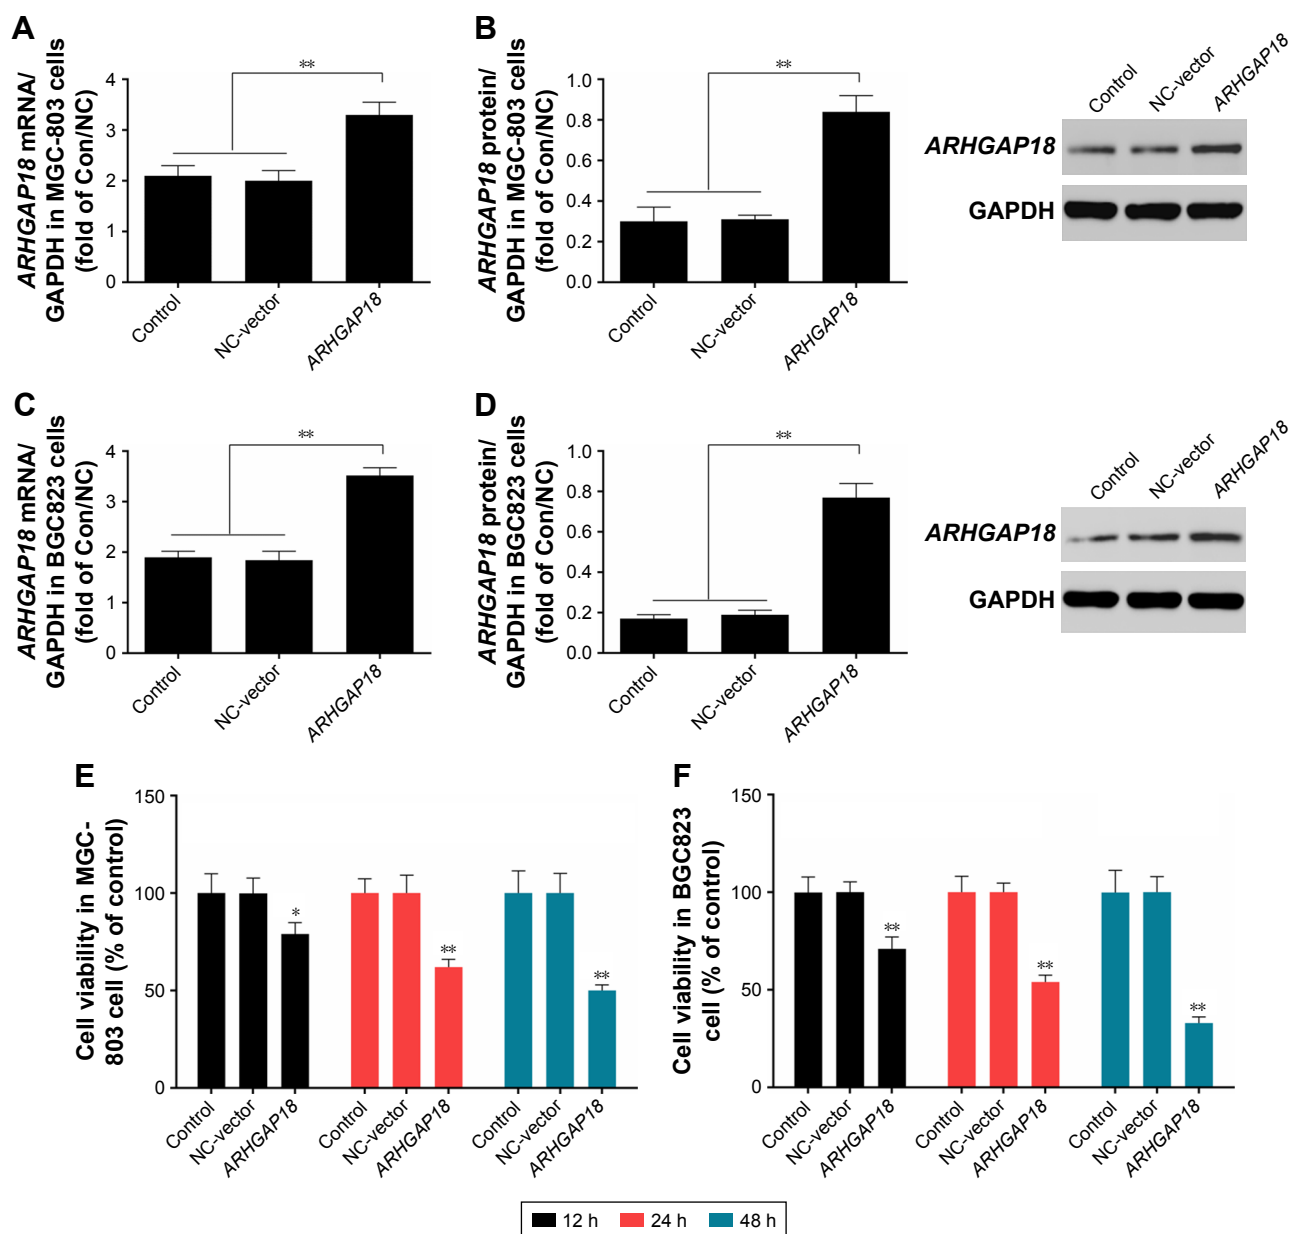 A
ARHGAP18 mRNA/
GAPDH in MGC-803 cells
(fold of Con/NC)
4
3
2
1
0
**
Control
NC-vector
ARHGAP18
B
ARHGAP18 protein/
GAPDH in MGC-803 cells
(fold of Con/NC)
1.0
0.8
0.6
0.4
0.2
0.0
**
Control
NC-vector
ARHGAP18
Control
NC-vector
ARHGAP18
ARHGAP18
GAPDH
C
ARHGAP18 mRNA/
GAPDH in BGC823 cells
(fold of Con/NC)
4
3
2
1
0
**
Control
NC-vector
ARHGAP18
D
ARHGAP18 protein/
GAPDH in BGC823 cells
(fold of Con/NC)
1.0
0.8
0.6
0.4
0.2
0.0
**
Control
NC-vector
ARHGAP18
Control
NC-vector
ARHGAP18
ARHGAP18
GAPDH
E
Cell viability in MGC-
803 cell (% of control)
150
100
50
0
*
**
**
Control
NC-vector
ARHGAP18
Control
NC-vector
ARHGAP18
Control
NC-vector
ARHGAP18
F
Cell viability in BGC823
cell (% of control)
150
100
50
0
**
**
**
Control
NC-vector
ARHGAP18
Control
NC-vector
ARHGAP18
Control
NC-vector
ARHGAP18
12 h 24 h 48 h